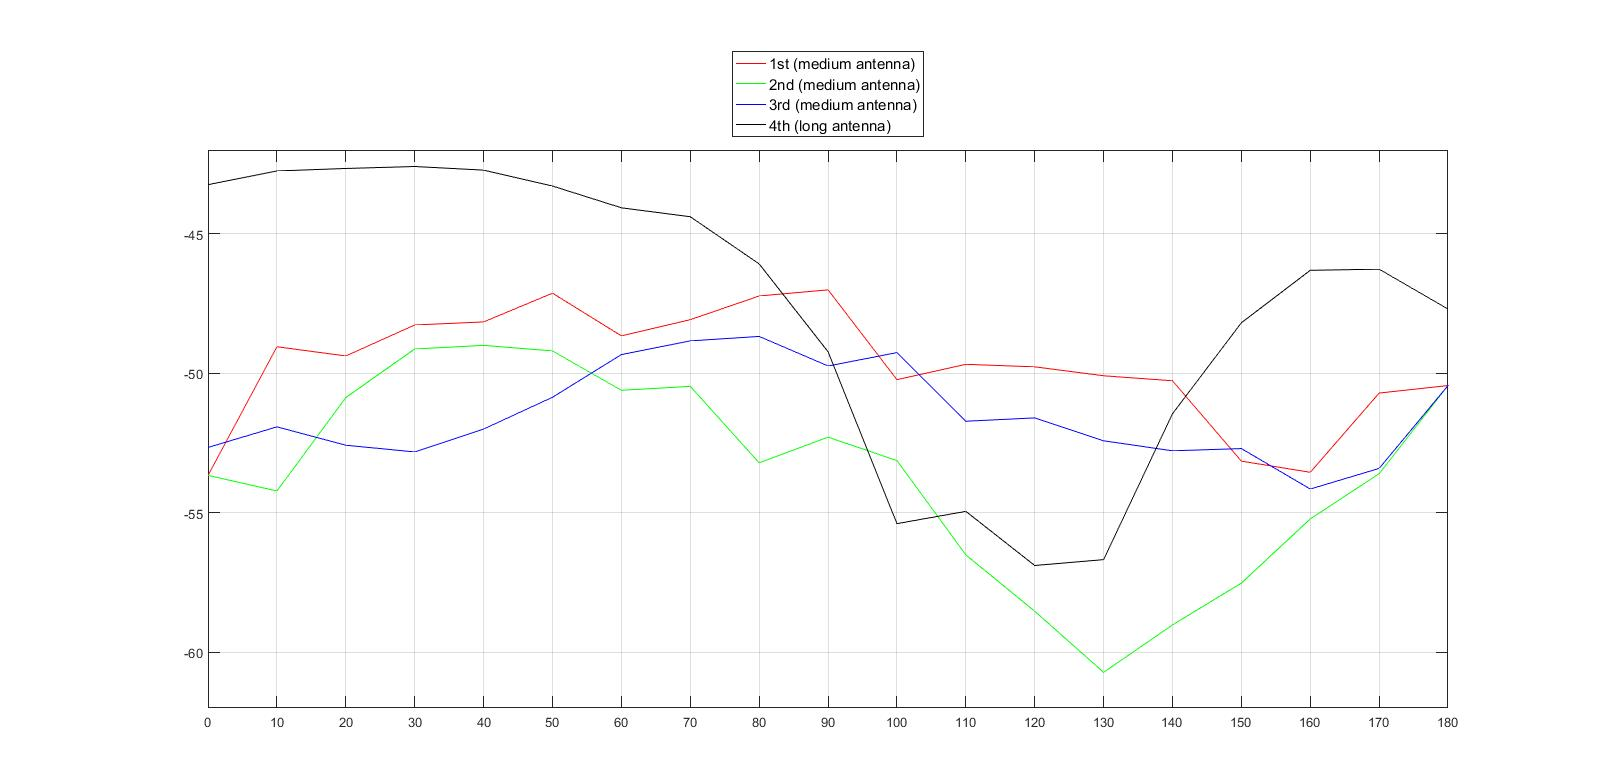 1st (medium antenna)
2nd (medium antenna)
3rd (medium antenna)
4th (long antenna)
-45
-50
-55
-60
0 10 20 30 40 50 60 70 80 90 100 110 120 130 140 150 160 170 180